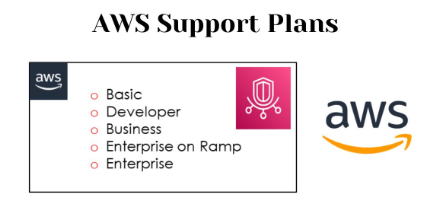 AWS Support Plans
aws
Basic
Developer
Business
Enterprise on Ramp
Enterprise
aws